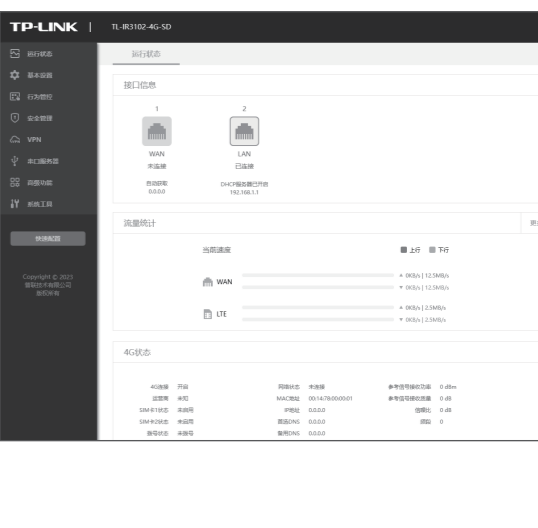 TP-LINK | TL-IR3102-4G-SD
运行状态
基本设置
行为管控
安全管理
VPN
串口服务器
高级功能
系统工具
快速配置
Copyright © 2023
普联技术有限公司
版权所有
运行状态
接口信息
1 2
WAN LAN
未连接 已连接
自动获取 DHCP服务器已开启
0.0.0.0 192.168.1.1
流量统计
当前速度 上行 下行
WAN 0KB/s | 12.5MB/s
0KB/s | 12.5MB/s
LTE 0KB/s | 2.5MB/s
0KB/s | 2.5MB/s
4G状态
4G连接 开启 网络状态 未连接 参考信号接收功率 0 dBm
运营商 未知 MAC地址 00:14:78:00:00:01 参考信号接收质量 0 dB
SIM卡1状态 未启用 IP地址 0.0.0.0 信噪比 0 dB
SIM卡2状态 未启用 首选DNS 0.0.0.0 频段 0
备用DNS 0.0.0.0